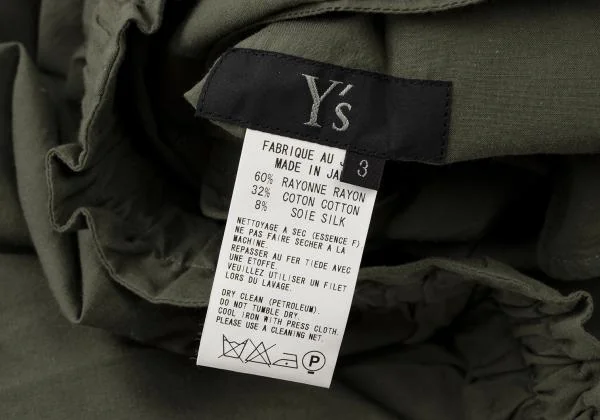 Y's
3
FABRIQUE AU J
MADE IN JA
60% RAYONNE RAYON
32% COTON COTTON
8% SOIE SILK
NETTOYAGE A SEC (ESSENCE F)
NE PAS FAIRE SECHER A LA
MACHINE.
REPASSER AU FER TIEDE AVEC
UNE ETOFFE.
VEUILLEZ UTILISER UN FILET
LORS DU LAVAGE.
DRY CLEAN (PETROLEUM).
DO NOT TUMBLE DRY.
COOL IRON WITH PRESS CLOTH.
PLEASE USE A CLEANING NET.
P